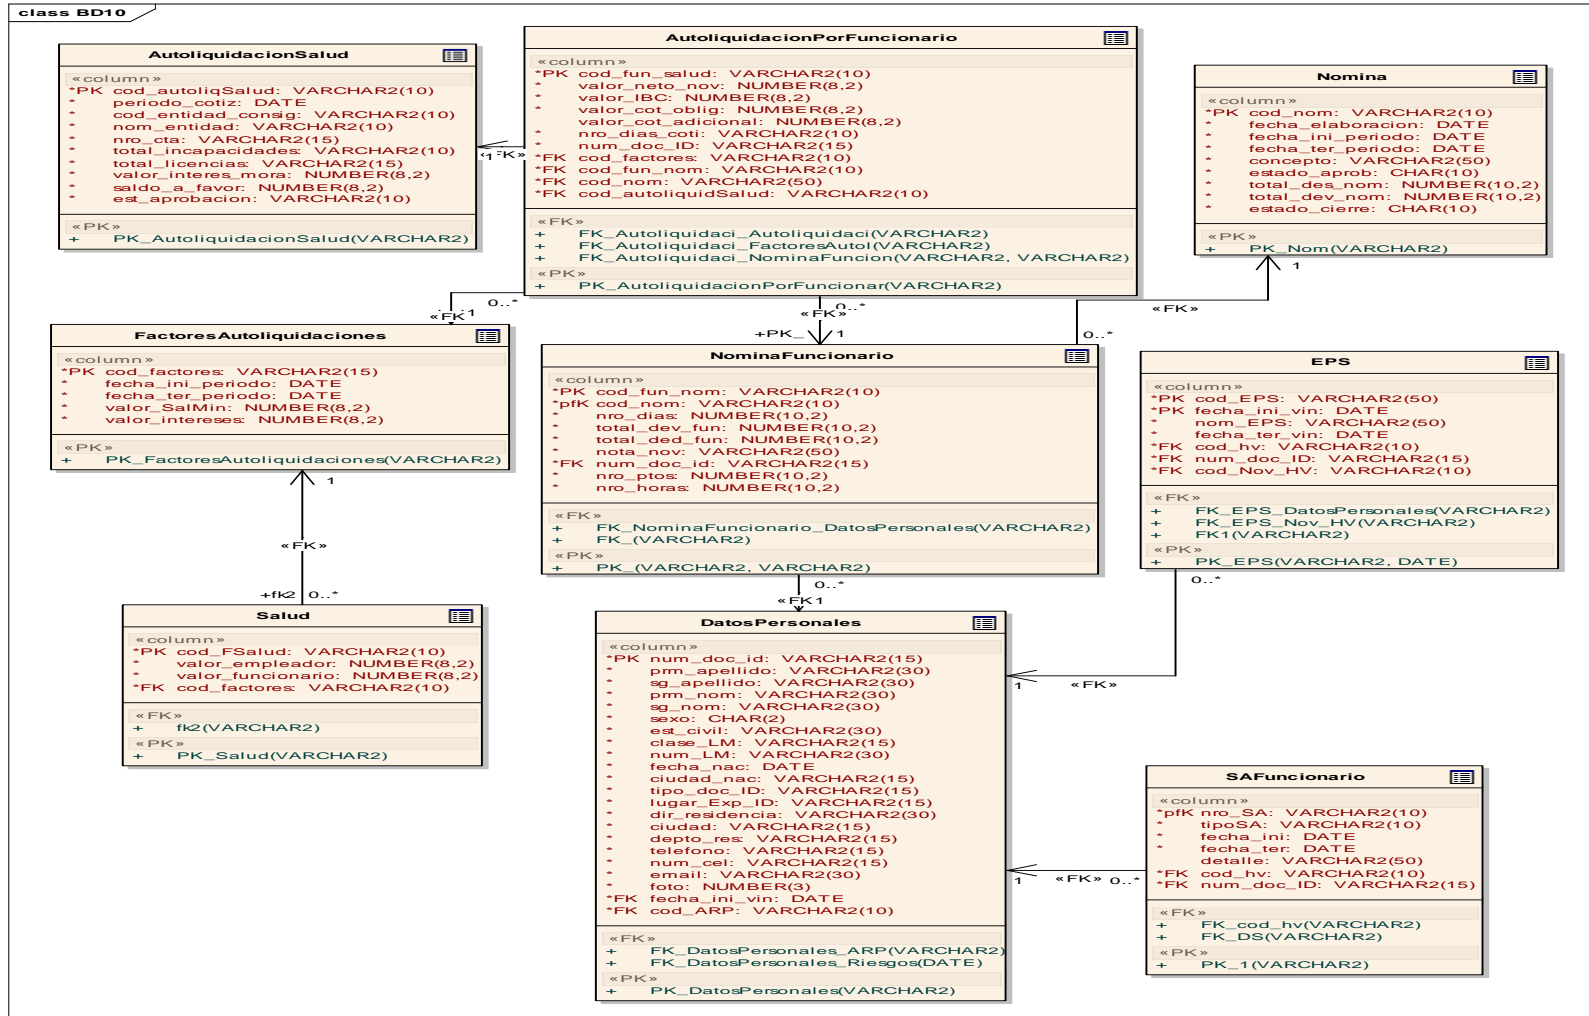 class BD10
AutoliquidacionSalud
«column»
*PK cod_autoliqSalud: VARCHAR2(10)
* periodo_cotiz: DATE
* cod_entidad_consig: VARCHAR2(10)
* nom_entidad: VARCHAR2(10)
* nro_cta: VARCHAR2(15)
* total_incapacidades: VARCHAR2(10)
* total_licencias: VARCHAR2(15)
* valor_interes_mora: NUMBER(8,2)
* saldo_a_favor: NUMBER(8,2)
* est_aprobacion: VARCHAR2(10)
«PK»
+ PK_AutoliquidacionSalud(VARCHAR2)
AutoliquidacionPorFuncionario
«column»
*PK cod_fun_salud: VARCHAR2(10)
* valor_neto_nov: NUMBER(8,2)
* valor_IBC: NUMBER(8,2)
* valor_cot_oblig: NUMBER(8,2)
valor_cot_adicional: NUMBER(8,2)
* nro_dias_coti: VARCHAR2(10)
* num_doc_ID: VARCHAR2(15)
*FK cod_factores: VARCHAR2(10)
*FK cod_fun_nom: VARCHAR2(10)
*FK cod_nom: VARCHAR2(50)
*FK cod_autoliquidSalud: VARCHAR2(10)
«FK»
+ FK_Autoliquidaci_Autoliquidaci(VARCHAR2)
+ FK_Autoliquidaci_FactoresAutol(VARCHAR2)
+ FK_Autoliquidaci_NominaFuncion(VARCHAR2, VARCHAR2)
«PK»
+ PK_AutoliquidacionPorFuncionar(VARCHAR2)
Nomina
«column»
*PK cod_nom: VARCHAR2(10)
* fecha_elaboracion: DATE
* fecha_ini_periodo: DATE
* fecha_ter_periodo: DATE
* concepto: VARCHAR2(50)
* estado_aprob: CHAR(10)
* total_des_nom: NUMBER(10,2)
* total_dev_nom: NUMBER(10,2)
* estado_cierre: CHAR(10)
«PK»
+ PK_Nom(VARCHAR2)
1
«FK»
0..*
0..*
«FK 1
0..*
«FK»
+PK_ 1
FactoresAutoliquidaciones
«column»
*PK cod_factores: VARCHAR2(15)
* fecha_ini_periodo: DATE
* fecha_ter_periodo: DATE
* valor_SalMin: NUMBER(8,2)
* valor_intereses: NUMBER(8,2)
«PK»
+ PK_FactoresAutoliquidaciones(VARCHAR2)
1
«FK»
+fk2 0..*
NominaFuncionario
«column»
*PK cod_fun_nom: VARCHAR2(10)
*pfK cod_nom: VARCHAR2(10)
* nro_dias: NUMBER(10,2)
* total_dev_fun: NUMBER(10,2)
* total_ded_fun: NUMBER(10,2)
* nota_nov: VARCHAR2(50)
*FK num_doc_id: VARCHAR2(15)
* nro_ptos: NUMBER(10,2)
* nro_horas: NUMBER(10,2)
«FK»
+ FK_NominaFuncionario_DatosPersonales(VARCHAR2)
+ FK_(VARCHAR2)
«PK»
+ PK_(VARCHAR2, VARCHAR2)
0..*
«FK 1
EPS
«column»
*PK cod_EPS: VARCHAR2(50)
*PK fecha_ini_vin: DATE
* nom_EPS: VARCHAR2(50)
* fecha_ter_vin: DATE
*FK cod_hv: VARCHAR2(10)
*FK num_doc_ID: VARCHAR2(15)
*FK cod_Nov_HV: VARCHAR2(10)
«FK»
+ FK_EPS_DatosPersonales(VARCHAR2)
+ FK_EPS_Nov_HV(VARCHAR2)
+ FK1(VARCHAR2)
«PK»
+ PK_EPS(VARCHAR2, DATE)
0..*
1 «FK»
Salud
«column»
*PK cod_FSalud: VARCHAR2(10)
* valor_empleador: NUMBER(8,2)
* valor_funcionario: NUMBER(8,2)
*FK cod_factores: VARCHAR2(10)
«FK»
+ fk2(VARCHAR2)
«PK»
+ PK_Salud(VARCHAR2)
DatosPersonales
«column»
*PK num_doc_id: VARCHAR2(15)
* prm_apellido: VARCHAR2(30)
* sg_apellido: VARCHAR2(30)
* prm_nom: VARCHAR2(30)
* sg_nom: VARCHAR2(30)
* sexo: CHAR(2)
* est_civil: VARCHAR2(30)
* clase_LM: VARCHAR2(15)
* num_LM: VARCHAR2(30)
* fecha_nac: DATE
* ciudad_nac: VARCHAR2(15)
* tipo_doc_ID: VARCHAR2(15)
* lugar_Exp_ID: VARCHAR2(15)
* dir_residencia: VARCHAR2(30)
* ciudad: VARCHAR2(15)
* depto_res: VARCHAR2(15)
* telefono: VARCHAR2(15)
* num_cel: VARCHAR2(15)
* email: VARCHAR2(30)
* foto: NUMBER(3)
*FK fecha_ini_vin: DATE
*FK cod_ARP: VARCHAR2(10)
«FK»
+ FK_DatosPersonales_ARP(VARCHAR2)
+ FK_DatosPersonales_Riesgos(DATE)
«PK»
+ PK_DatosPersonales(VARCHAR2)
1 «FK» 0..*
SAFuncionario
«column»
*pfK nro_SA: VARCHAR2(10)
* tipoSA: VARCHAR2(10)
* fecha_ini: DATE
* fecha_ter: DATE
detalle: VARCHAR2(50)
*FK cod_hv: VARCHAR2(10)
*FK num_doc_ID: VARCHAR2(15)
«FK»
+ FK_cod_hv(VARCHAR2)
+ FK_DS(VARCHAR2)
«PK»
+ PK_1(VARCHAR2)